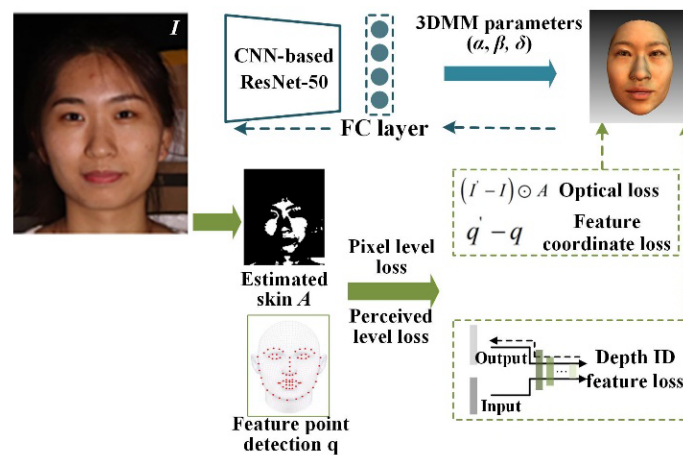 I
CNN-based
ResNet-50
FC layer
3DMM parameters
(α, β, δ)
(I' - I) ⊙ A Optical loss
q' - q Feature
coordinate loss
Estimated
skin A
Pixel level
loss
Perceived
level loss
Feature point
detection q
Output
Input
...
Depth ID
feature loss